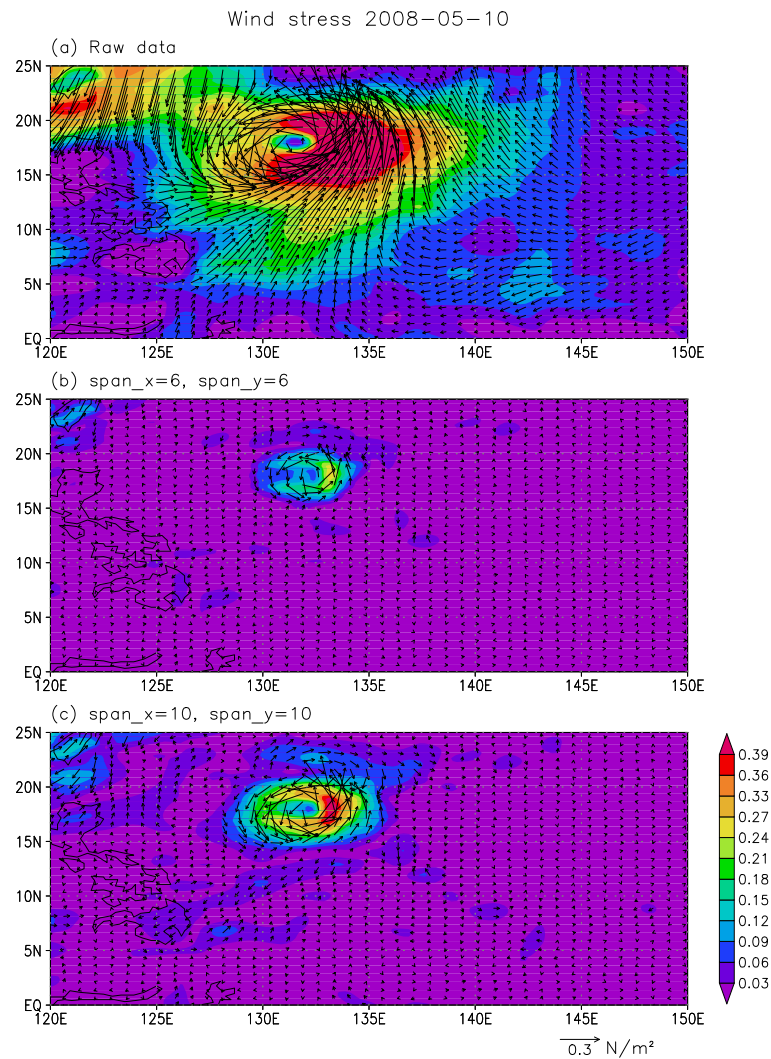 Wind stress 2008-05-10
(a) Raw data
25N
20N
15N
10N
5N
EQ
120E 125E 130E 135E 140E 145E 150E
(b) span_x=6, span_y=6
25N
20N
15N
10N
5N
EQ
120E 125E 130E 135E 140E 145E 150E
(c) span_x=10, span_y=10
25N
20N
15N
10N
5N
EQ
120E 125E 130E 135E 140E 145E 150E
0.39
0.36
0.33
0.3
0.27
0.24
0.21
0.18
0.15
0.12
0.09
0.06
0.03
0.3 N/m²